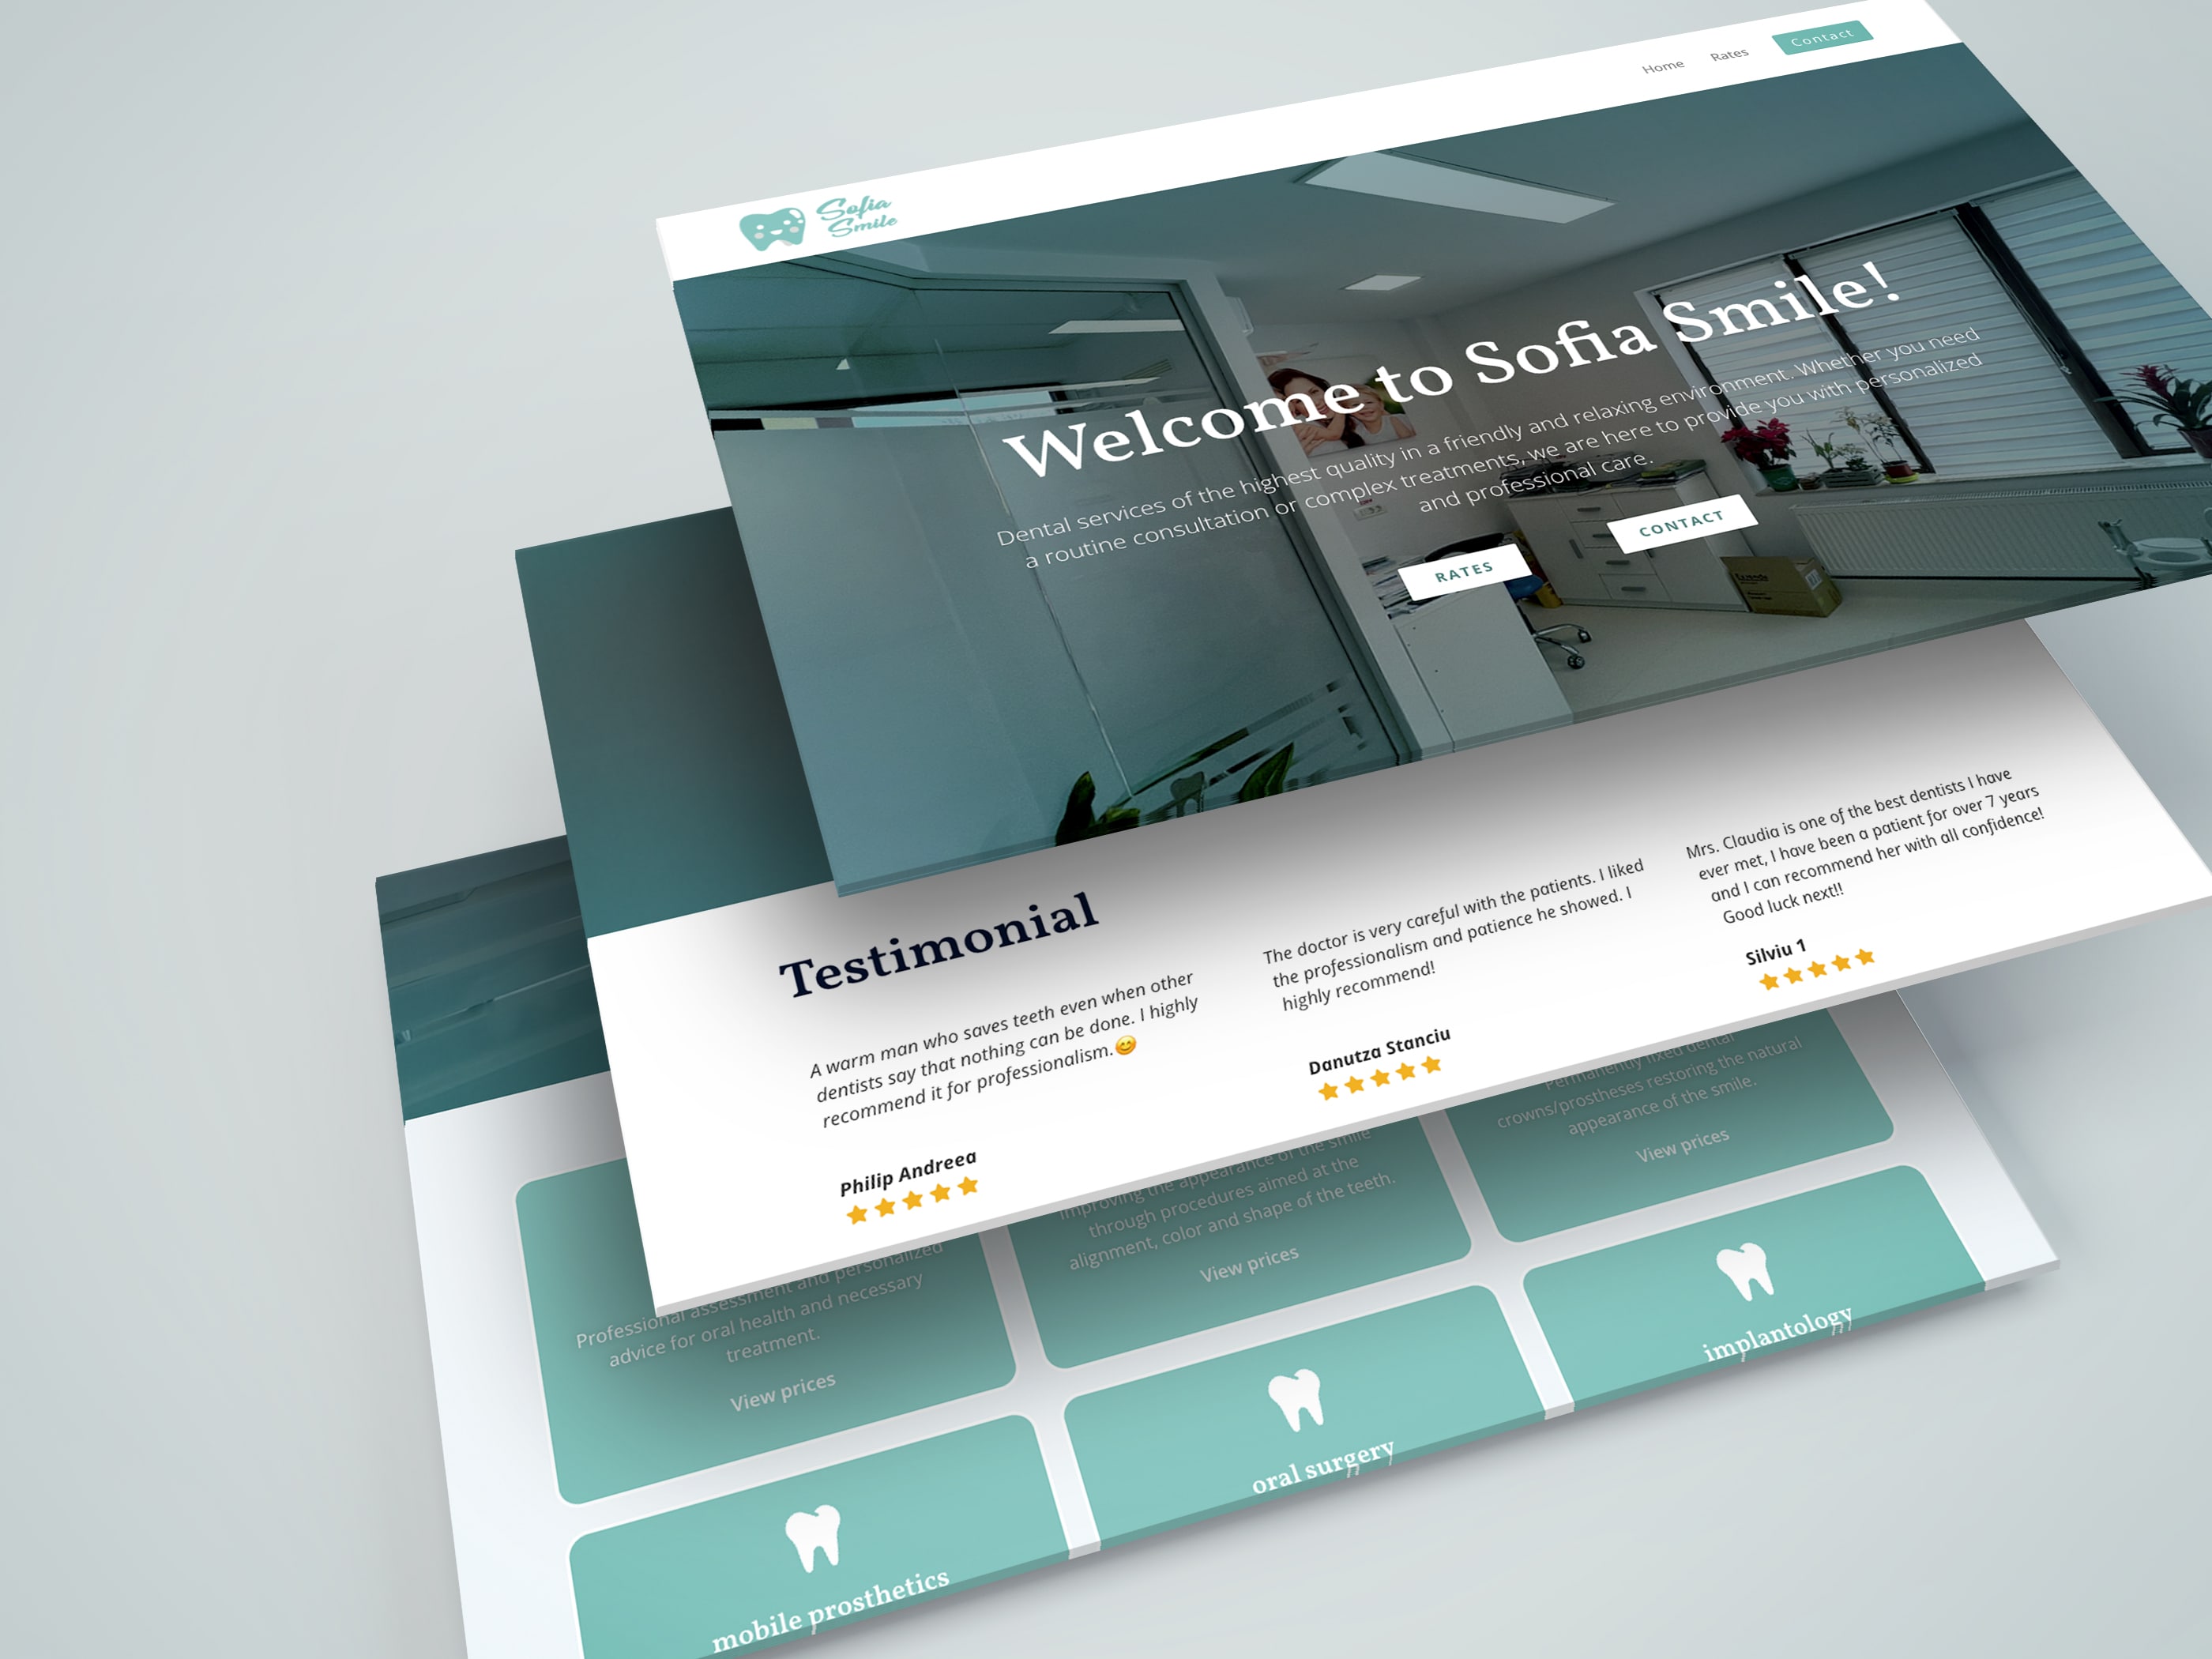 Sofia
Smile
Home
Rates
Contact
Welcome to Sofia Smile!
Dental services of the highest quality in a friendly and relaxing environment. Whether you need
a routine consultation or complex treatments, we are here to provide you with personalized
and professional care.
RATES
CONTACT
Testimonial
A warm man who saves teeth even when other
dentists say that nothing can be done. I highly
recommend it for professionalism.😊
Philip Andreea
The doctor is very careful with the patients. I liked
the professionalism and patience he showed. I
highly recommend!
Danutza Stanciu
Mrs. Claudia is one of the best dentists I have
ever met, I have been a patient for over 7 years
and I can recommend her with all confidence!
Good luck next!!
Silviu 1
Professional assessment and personalized
advice for oral health and necessary
treatment.
View prices
Improving the appearance of the smile
through procedures aimed at the
alignment, color and shape of the teeth.
View prices
Permanently fixed dental
crowns/prostheses restoring the natural
appearance of the smile.
View prices
mobile prosthetics
oral surgery
implantology